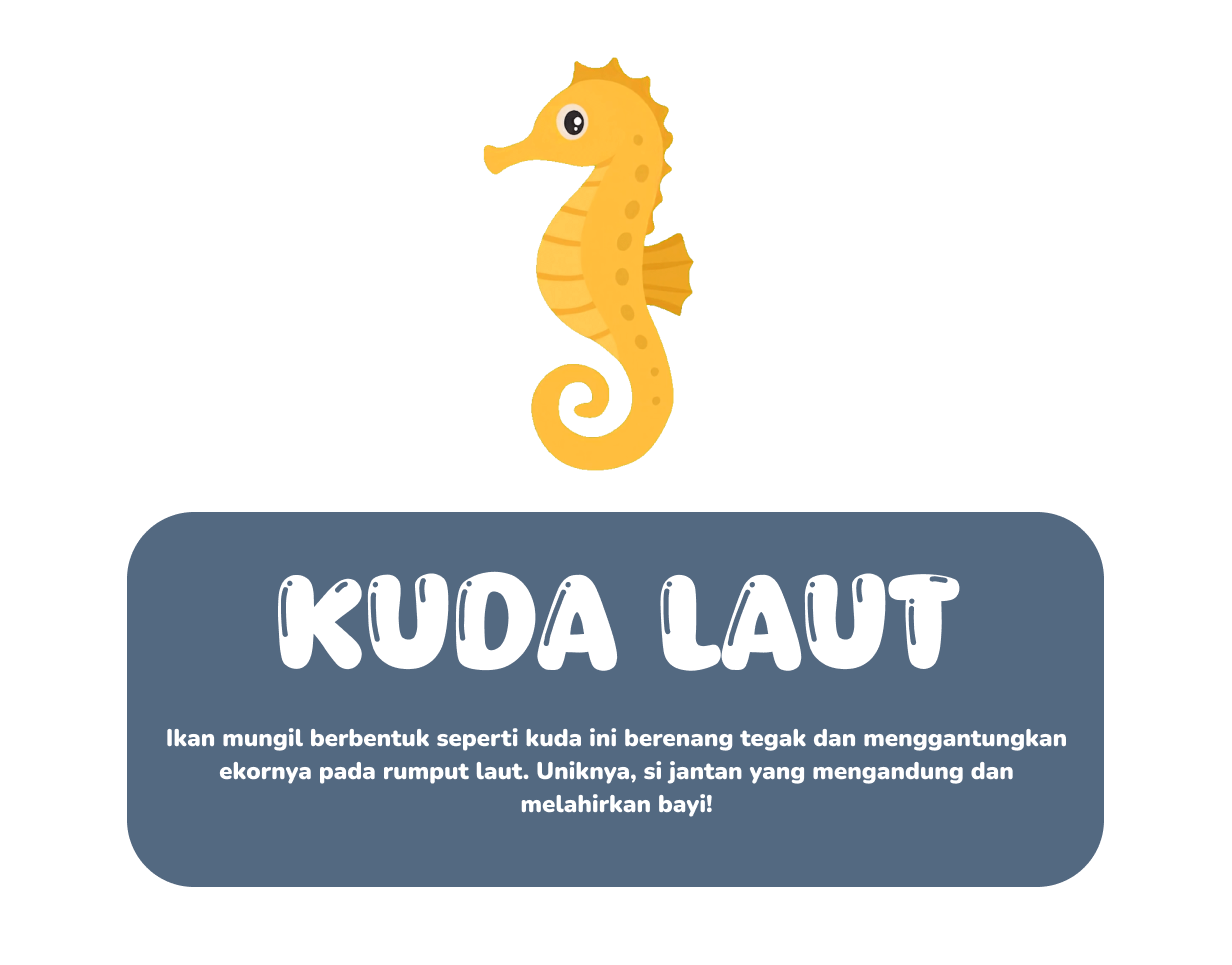 KUDA LAUT
Ikan mungil berbentuk seperti kuda ini berenang tegak dan menggantungkan
ekornya pada rumput laut. Uniknya, si jantan yang mengandung dan
melahirkan bayi!